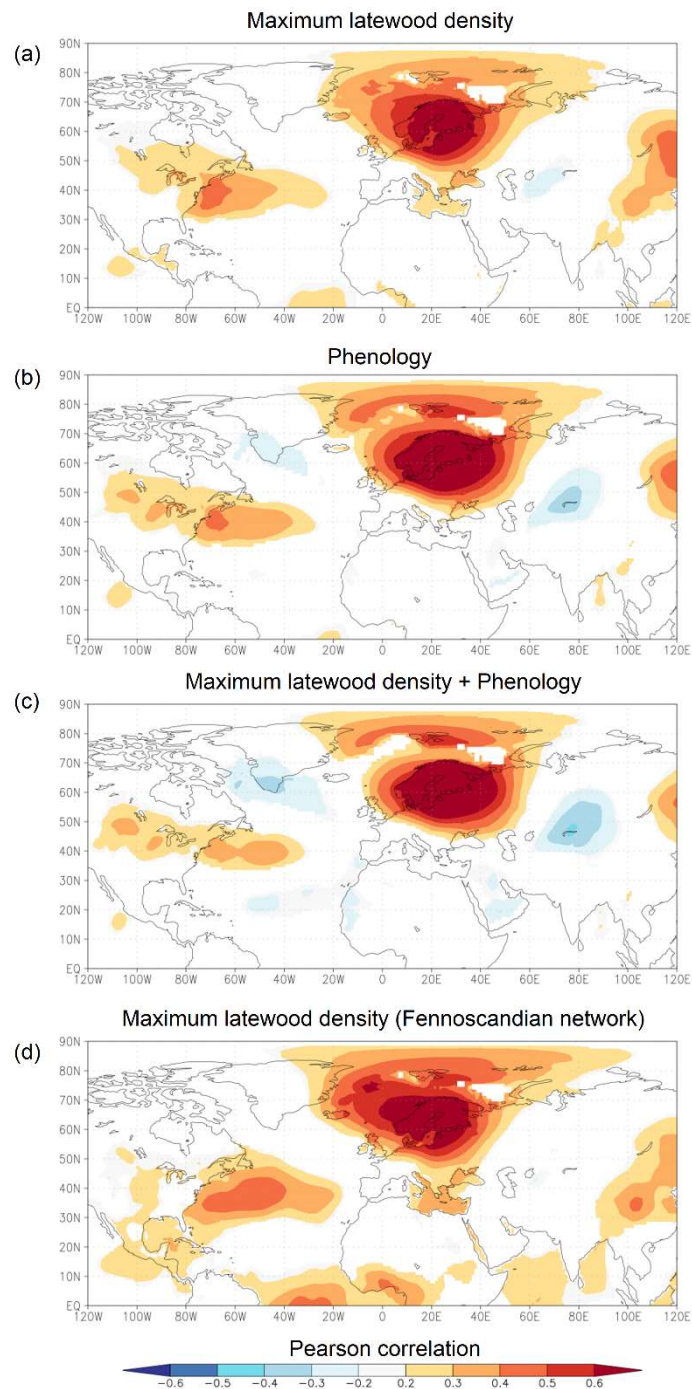 Maximum latewood density
(a)
90N
80N
70N
60N
50N
40N
30N
20N
10N
EQ
120W 100W 80W 60W 40W 20W 0 20E 40E 60E 80E 100E 120E
Phenology
(b)
90N
80N
70N
60N
50N
40N
30N
20N
10N
EQ
120W 100W 80W 60W 40W 20W 0 20E 40E 60E 80E 100E 120E
Maximum latewood density + Phenology
(c)
90N
80N
70N
60N
50N
40N
30N
20N
10N
EQ
120W 100W 80W 60W 40W 20W 0 20E 40E 60E 80E 100E 120E
Maximum latewood density (Fennoscandian network)
(d)
90N
80N
70N
60N
50N
40N
30N
20N
10N
EQ
120W 100W 80W 60W 40W 20W 0 20E 40E 60E 80E 100E 120E
Pearson correlation
-0.6 -0.5 -0.4 -0.3 -0.2 0.2 0.3 0.4 0.5 0.6